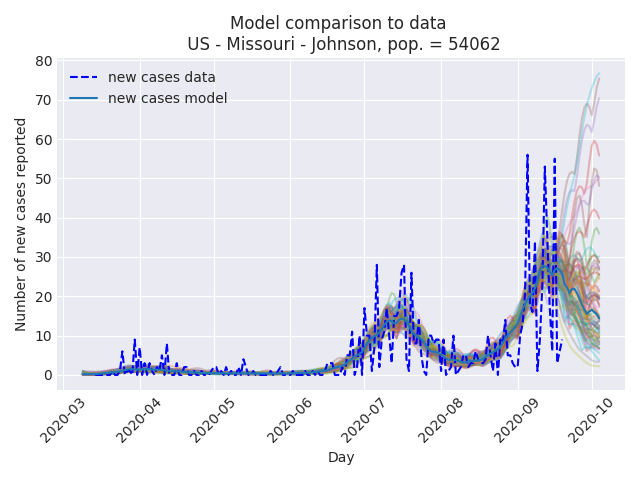 Model comparison to data
US - Missouri - Johnson, pop. = 54062
new cases data
new cases model
Number of new cases reported
80
70
60
50
40
30
20
10
0
2020-03
2020-04
2020-05
2020-06
2020-07
2020-08
2020-09
2020-10
Day